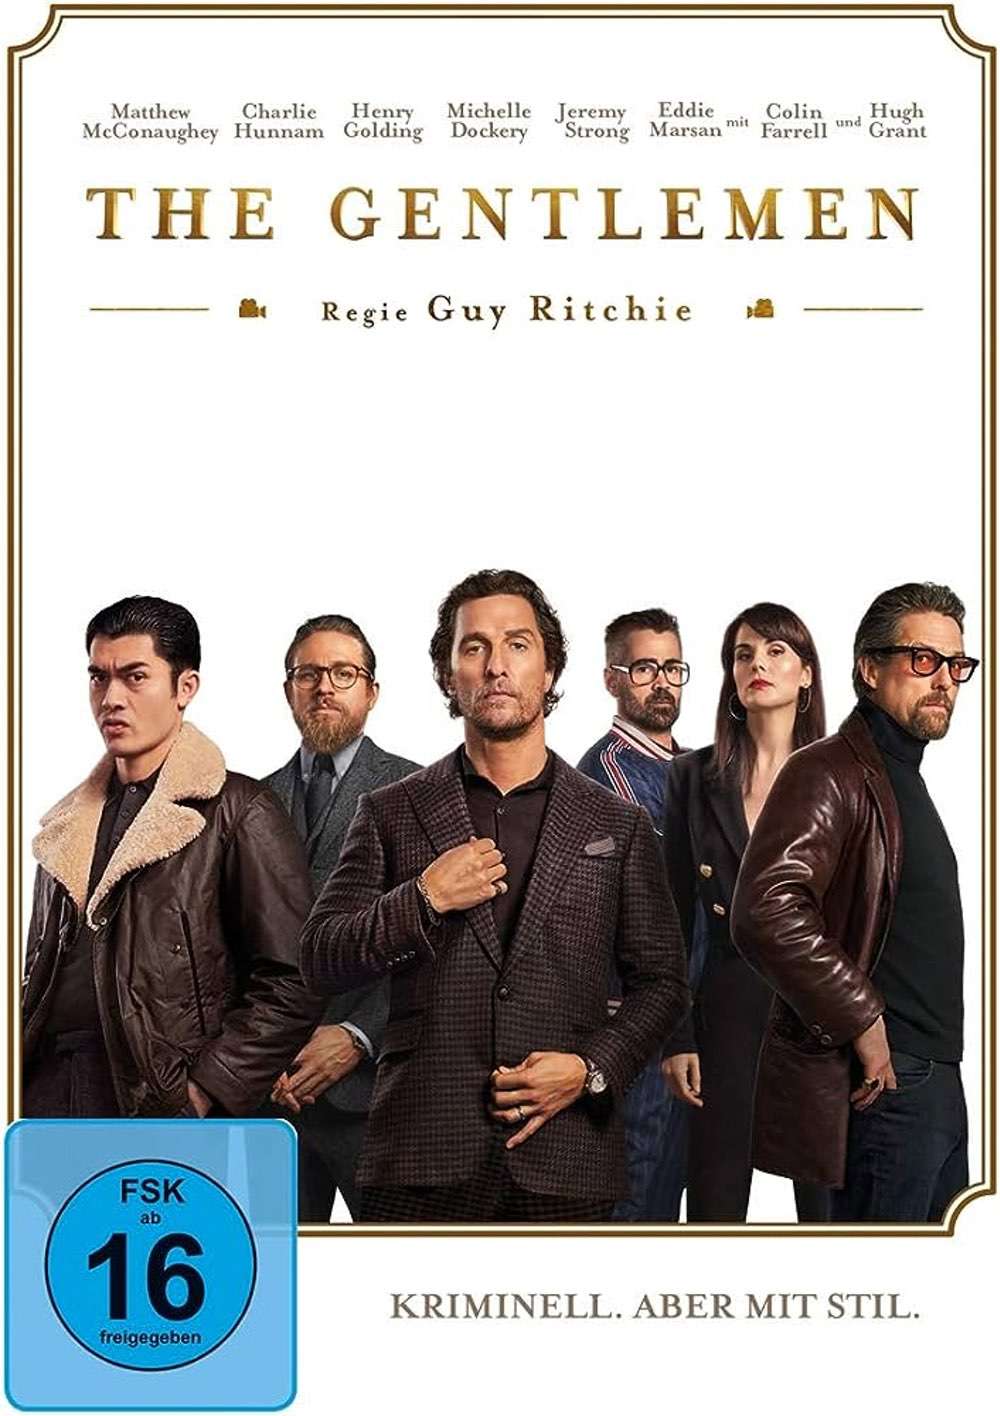 Matthew Charlie Henry Michelle Jeremy Eddie mit Colin und Hugh
McConaughey Hunnam Golding Dockery Strong Marsan Farrell Grant
THE GENTLEMEN
Regie Guy Ritchie
FSK
ab
16
freigegeben
KRIMINELL. ABER MIT STIL.